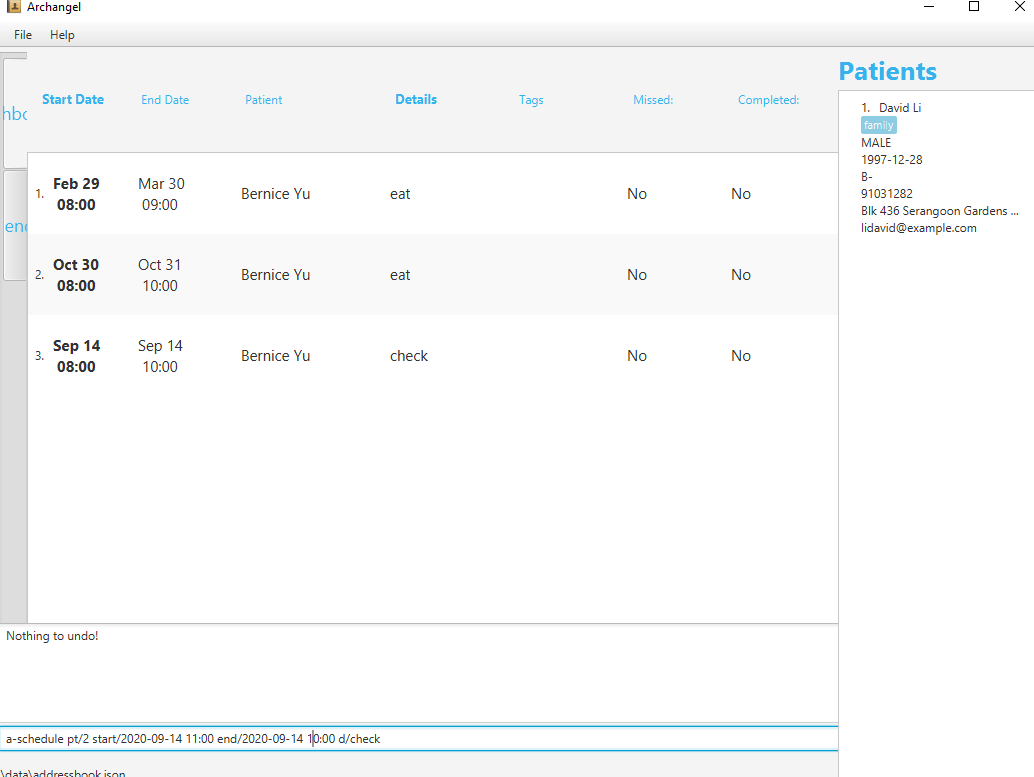 Archangel
File Help
Patients
Start Date End Date Patient Details Tags Missed: Completed:
1. David Li
family
MALE
1997-12-28
B-
91031282
Blk 436 Serangoon Gardens ...
lidavid@example.com
hbo
1. Feb 29 08:00 Mar 30 09:00 Bernice Yu eat No No
enc
2. Oct 30 08:00 Oct 31 10:00 Bernice Yu eat No No
3. Sep 14 08:00 Sep 14 10:00 Bernice Yu check No No
Nothing to undo!
a-schedule pt/2 start/2020-09-14 11:00 end/2020-09-14 10:00 d/check
\data\addressbook.json